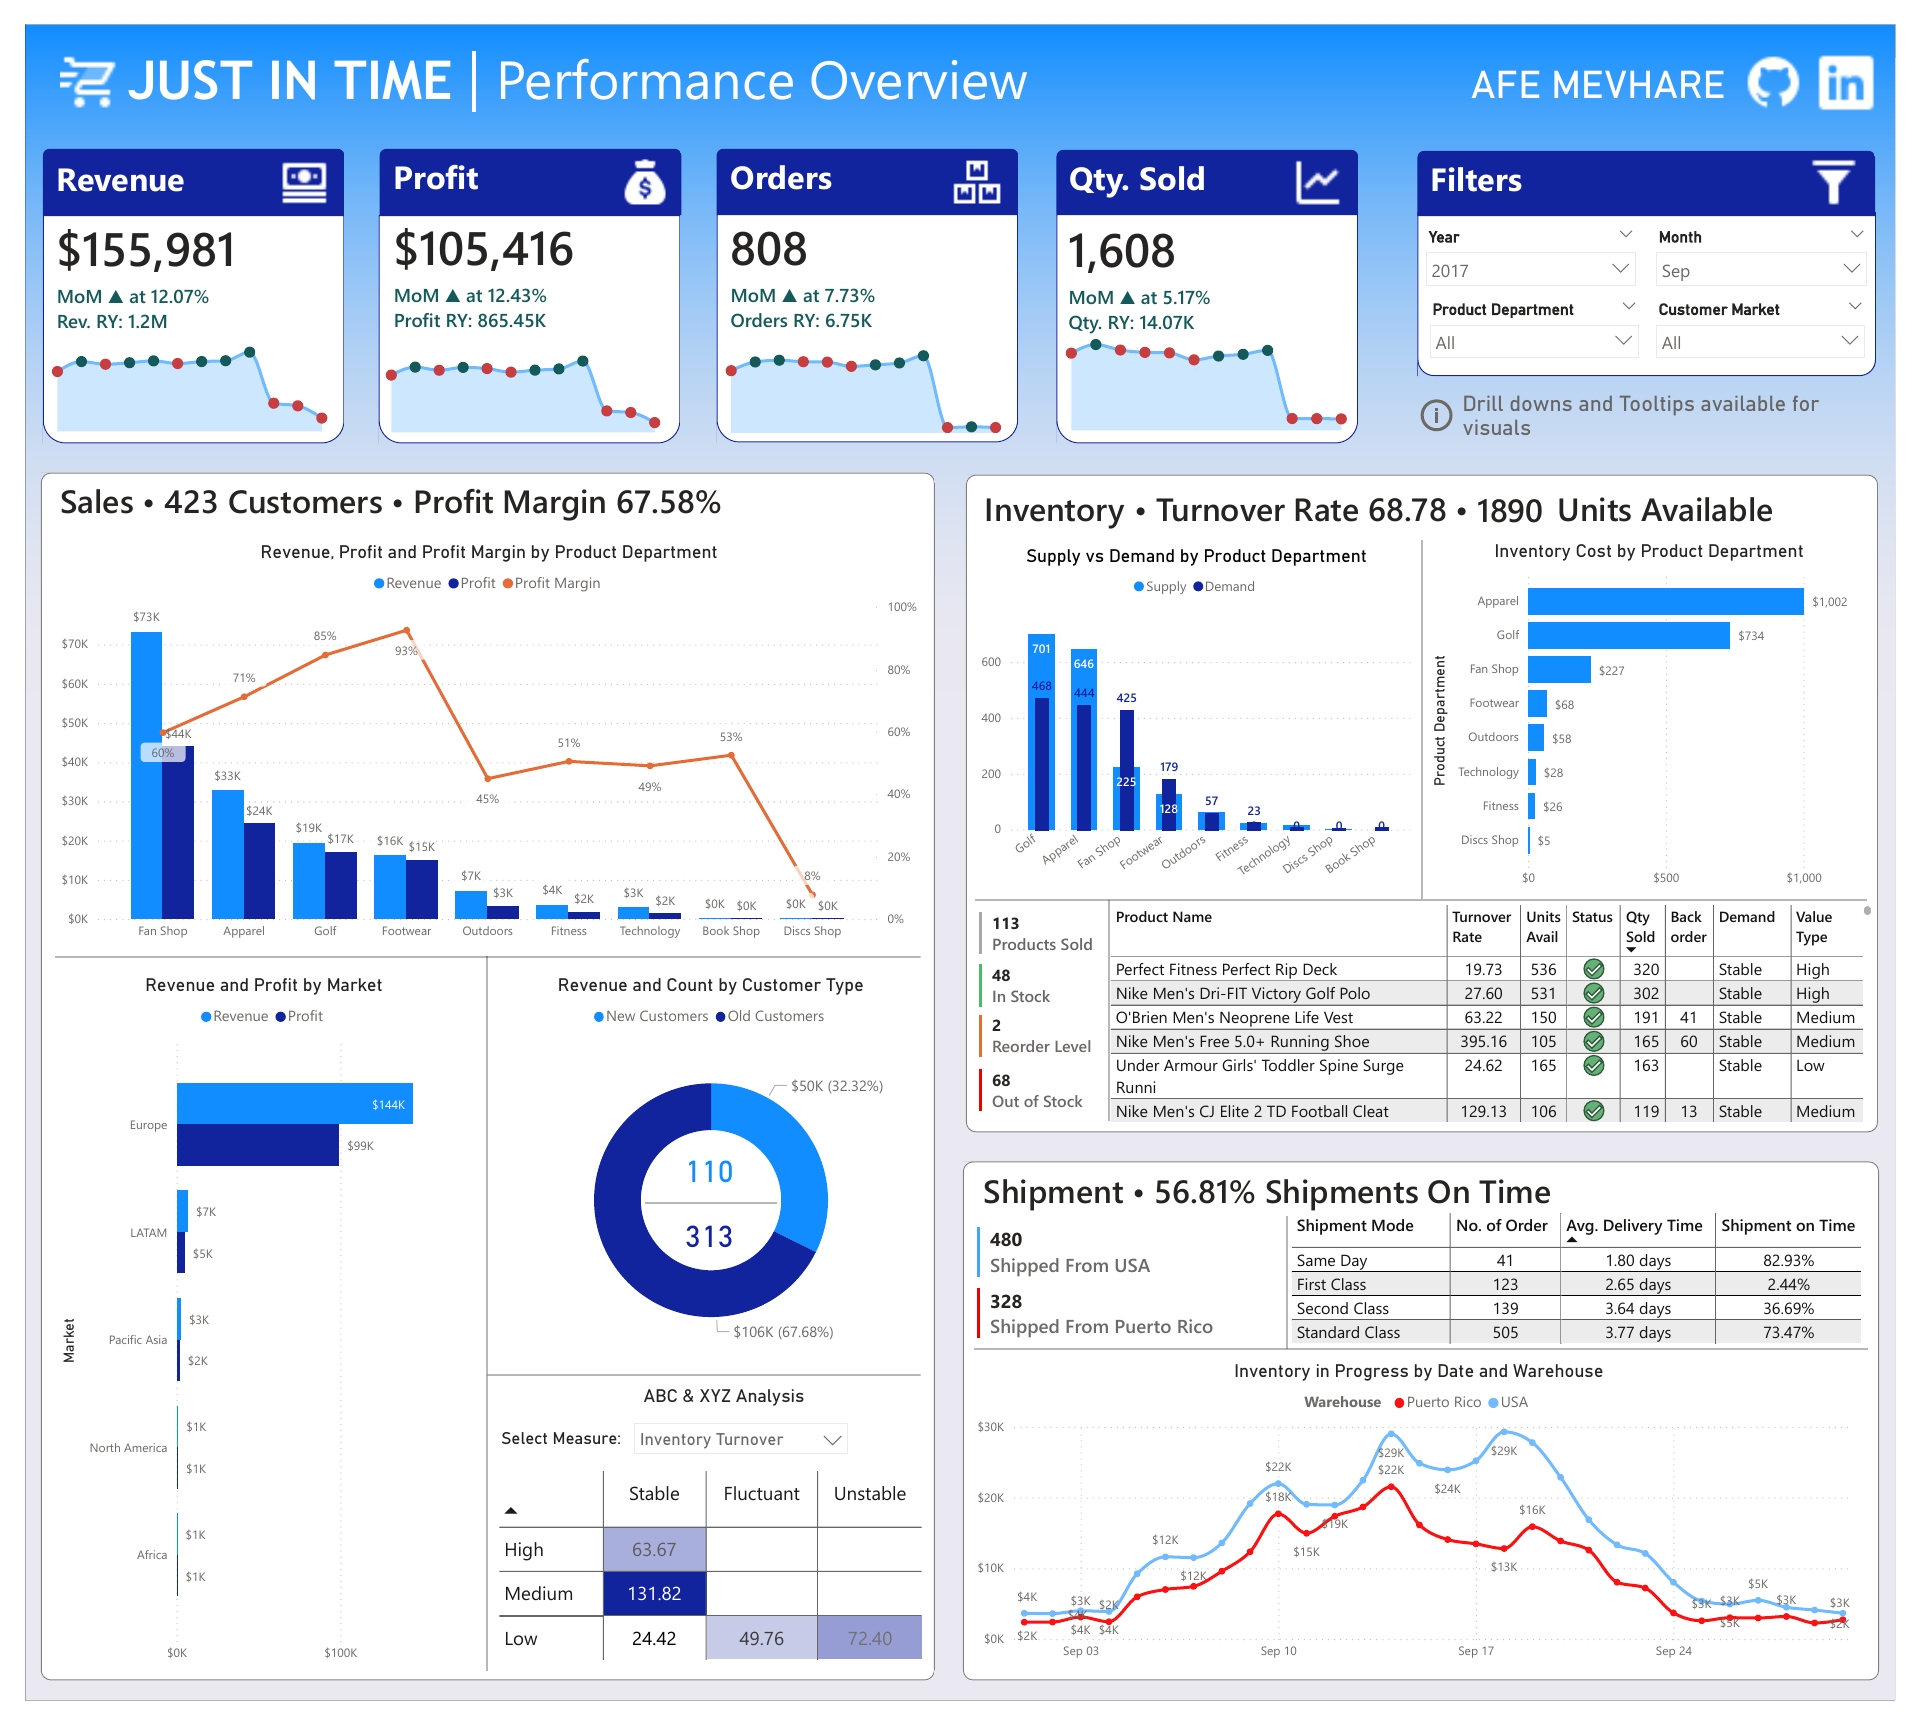 JUST IN TIME | Performance Overview
AFE MEVHARE
in
Revenue
$155,981
MoM ▲ at 12.07%
Rev. RY: 1.2M
Profit
$
$105,416
MoM ▲ at 12.43%
Profit RY: 865.45K
Orders
808
MoM ▲ at 7.73%
Orders RY: 6.75K
Qty. Sold
1,608
MoM ▲ at 5.17%
Qty. RY: 14.07K
Filters
Year
Month
2017
Sep
Product Department
Customer Market
All
All
i
Drill downs and Tooltips available for
visuals
Sales • 423 Customers • Profit Margin 67.58%
Revenue, Profit and Profit Margin by Product Department
Revenue Profit Profit Margin
$70K
$60K
$50K
$40K
$30K
$20K
$10K
$0K
100%
80%
60%
40%
20%
0%
$73K
$44K
$33K
$24K
$19K
$17K
$16K
$15K
$7K
$3K
$4K
$2K
$3K
$2K
$0K
$0K
$0K
$0K
60%
71%
85%
93%
45%
51%
49%
53%
8%
Fan Shop
Apparel
Golf
Footwear
Outdoors
Fitness
Technology
Book Shop
Discs Shop
Revenue and Profit by Market
Revenue Profit
Market
Europe
$144K
$99K
LATAM
$7K
$5K
Pacific Asia
$3K
$2K
North America
$1K
$1K
Africa
$1K
$1K
$0K
$100K
Revenue and Count by Customer Type
New Customers Old Customers
$50K (32.32%)
110
313
$106K (67.68%)
ABC & XYZ Analysis
Select Measure:
Inventory Turnover
Stable Fluctuant Unstable
High 63.67
Medium 131.82
Low 24.42 49.76 72.40
Inventory • Turnover Rate 68.78 • 1890 Units Available
Supply vs Demand by Product Department
Supply Demand
600
400
200
0
701
468
646
444
425
225
179
128
57
23
0
0
0
Golf
Apparel
Fan Shop
Footwear
Outdoors
Fitness
Technology
Discs Shop
Book Shop
Inventory Cost by Product Department
Product Department
Apparel $1,002
Golf $734
Fan Shop $227
Footwear $68
Outdoors $58
Technology $28
Fitness $26
Discs Shop $5
$0
$500
$1,000
113
Products Sold
48
In Stock
2
Reorder Level
68
Out of Stock
Product Name Turnover Units Status Qty Back Demand Value
Rate Avail Sold order Type
Perfect Fitness Perfect Rip Deck 19.73 536 320 Stable High
Nike Men's Dri-FIT Victory Golf Polo 27.60 531 302 Stable High
O'Brien Men's Neoprene Life Vest 63.22 150 191 41 Stable Medium
Nike Men's Free 5.0+ Running Shoe 395.16 105 165 60 Stable Medium
Under Armour Girls' Toddler Spine Surge 24.62 165 163 Stable Low
Runni
Nike Men's CJ Elite 2 TD Football Cleat 129.13 106 119 13 Stable Medium
Shipment • 56.81% Shipments On Time
480
Shipped From USA
328
Shipped From Puerto Rico
Shipment Mode No. of Order Avg. Delivery Time Shipment on Time
Same Day 41 1.80 days 82.93%
First Class 123 2.65 days 2.44%
Second Class 139 3.64 days 36.69%
Standard Class 505 3.77 days 73.47%
Inventory in Progress by Date and Warehouse
Warehouse Puerto Rico USA
$30K
$20K
$10K
$0K
$4K
$2K
$3K
$4K
$2K
$4K
$12K
$12K
$22K
$18K
$15K
$19K
$29K
$22K
$24K
$29K
$13K
$16K
$3K
$3K
$5K
$5K
$3K
$3K
$2K
Sep 03
Sep 10
Sep 17
Sep 24